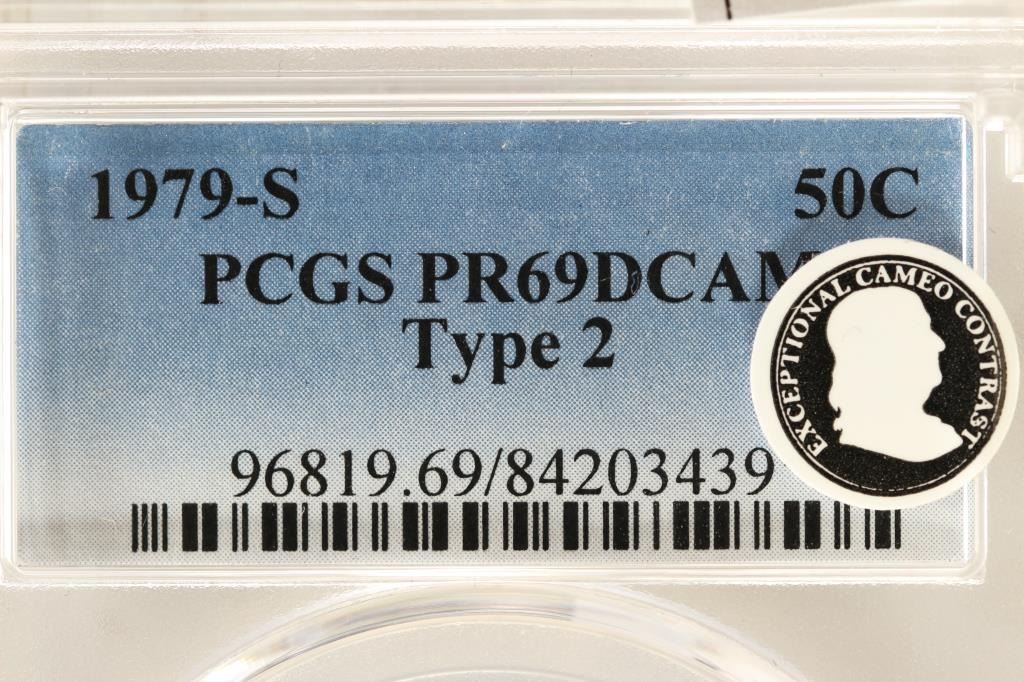 1979-S 50C
PCGS PR69DCAM
Type 2
96819.69/84203439
EXCEPTIONAL CAMEO CONTRAST